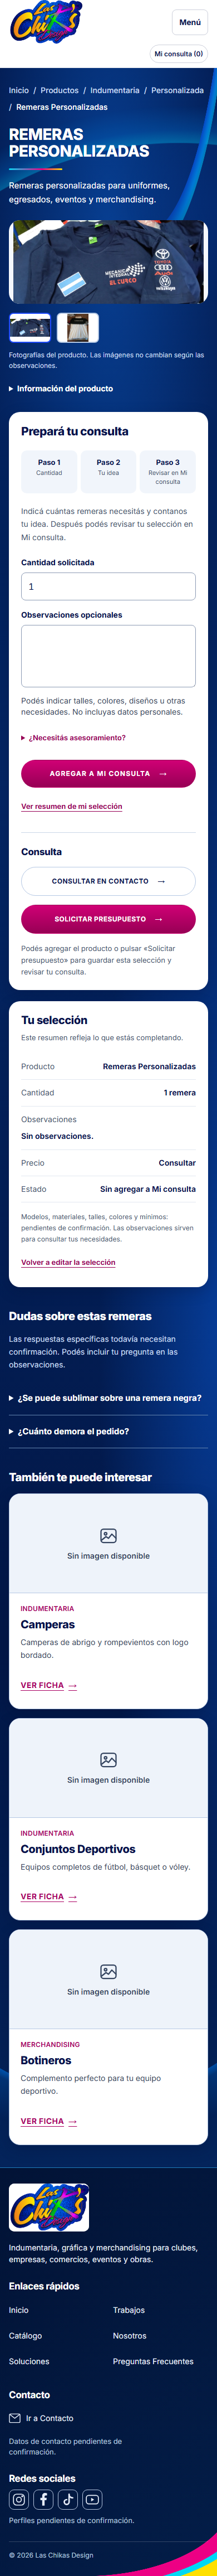 Las
Chik's
Design
Menú
Mi consulta (0)
Inicio / Productos / Indumentaria / Personalizada
/ Remeras Personalizadas
REMERAS
PERSONALIZADAS
Remeras personalizadas para uniformes,
egresados, eventos y merchandising.
MECANICO INTEGRAL
EL CURCO
TOYOTA
Fotografías del producto. Las imágenes no cambian según las
observaciones.
Información del producto
Prepará tu consulta
Paso 1
Cantidad
Paso 2
Tu idea
Paso 3
Revisar en Mi
consulta
Indicá cuántas remeras necesitás y contanos
tu idea. Después podés revisar tu selección en
Mi consulta.
Cantidad solicitada
1
Observaciones opcionales
Podés indicar talles, colores, diseños u otras
necesidades. No incluyas datos personales.
¿Necesitás asesoramiento?
AGREGAR A MI CONSULTA →
Ver resumen de mi selección
Consulta
CONSULTAR EN CONTACTO →
SOLICITAR PRESUPUESTO →
Podés agregar el producto o pulsar «Solicitar
presupuesto» para guardar esta selección y
revisar tu consulta.
Tu selección
Este resumen refleja lo que estás completando.
Producto Remeras Personalizadas
Cantidad 1 remera
Observaciones
Sin observaciones.
Precio Consultar
Estado Sin agregar a Mi consulta
Modelos, materiales, talles, colores y mínimos:
pendientes de confirmación. Las observaciones sirven
para consultar tus necesidades.
Volver a editar la selección
Dudas sobre estas remeras
Las respuestas específicas todavía necesitan
confirmación. Podés incluir tu pregunta en las
observaciones.
¿Se puede sublimar sobre una remera negra?
¿Cuánto demora el pedido?
También te puede interesar
Sin imagen disponible
INDUMENTARIA
Camperas
Camperas de abrigo y rompevientos con logo
bordado.
VER FICHA →
Sin imagen disponible
INDUMENTARIA
Conjuntos Deportivos
Equipos completos de fútbol, básquet o vóley.
VER FICHA →
Sin imagen disponible
MERCHANDISING
Botineros
Complemento perfecto para tu equipo
deportivo.
VER FICHA →
Las
Chik's
Design
Indumentaria, gráfica y merchandising para clubes,
empresas, comercios, eventos y obras.
Enlaces rápidos
Inicio Trabajos
Catálogo Nosotros
Soluciones Preguntas Frecuentes
Contacto
Ir a Contacto
Datos de contacto pendientes de
confirmación.
Redes sociales
Perfiles pendientes de confirmación.
© 2026 Las Chikas Design